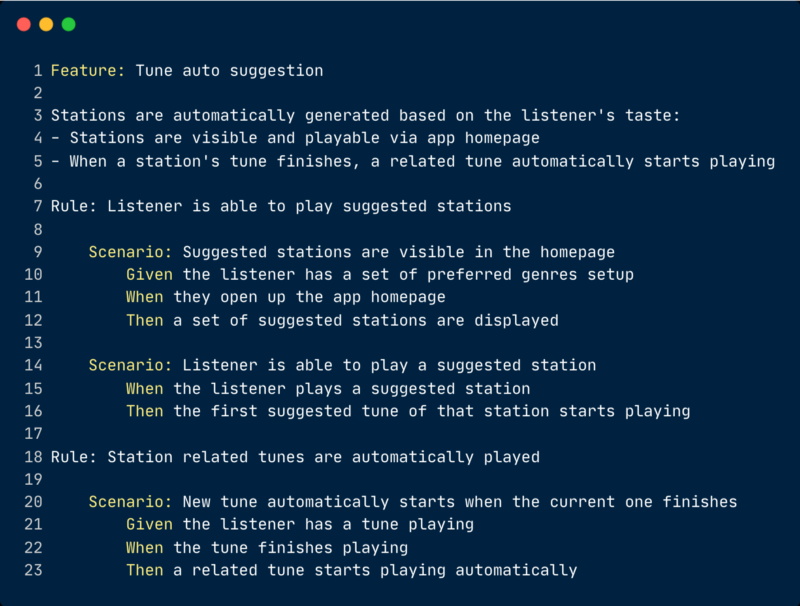 1 Feature: Tune auto suggestion
2
3 Stations are automatically generated based on the listener's taste:
4 - Stations are visible and playable via app homepage
5 - When a station's tune finishes, a related tune automatically starts playing
6
7 Rule: Listener is able to play suggested stations
8
9 Scenario: Suggested stations are visible in the homepage
10 Given the listener has a set of preferred genres setup
11 When they open up the app homepage
12 Then a set of suggested stations are displayed
13
14 Scenario: Listener is able to play a suggested station
15 When the listener plays a suggested station
16 Then the first suggested tune of that station starts playing
17
18 Rule: Station related tunes are automatically played
19
20 Scenario: New tune automatically starts when the current one finishes
21 Given the listener has a tune playing
22 When the tune finishes playing
23 Then a related tune starts playing automatically